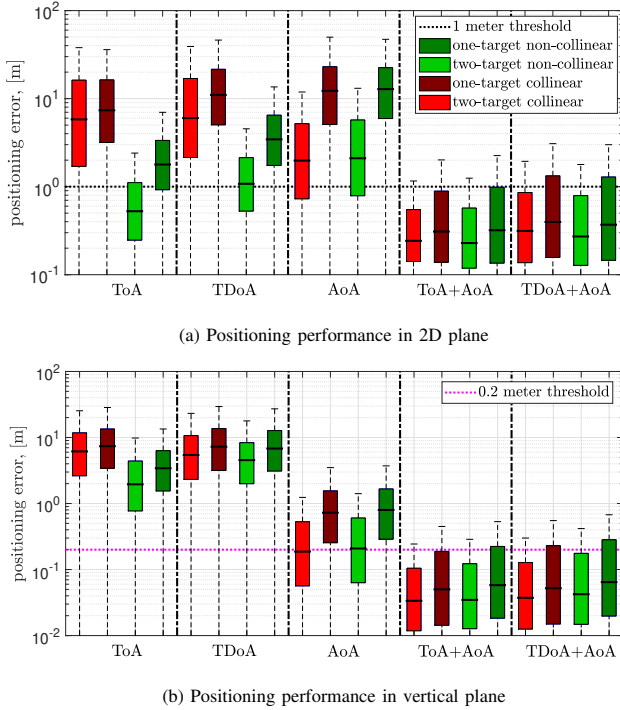 10^2
10^1
10^0
10^-1
positioning error, [m]
1 meter threshold
one-target non-collinear
two-target non-collinear
one-target collinear
two-target collinear
ToA TDoA AoA ToA+AoA TDoA+AoA
(a) Positioning performance in 2D plane
10^2
10^1
10^0
10^-1
10^-2
positioning error, [m]
0.2 meter threshold
ToA TDoA AoA ToA+AoA TDoA+AoA
(b) Positioning performance in vertical plane